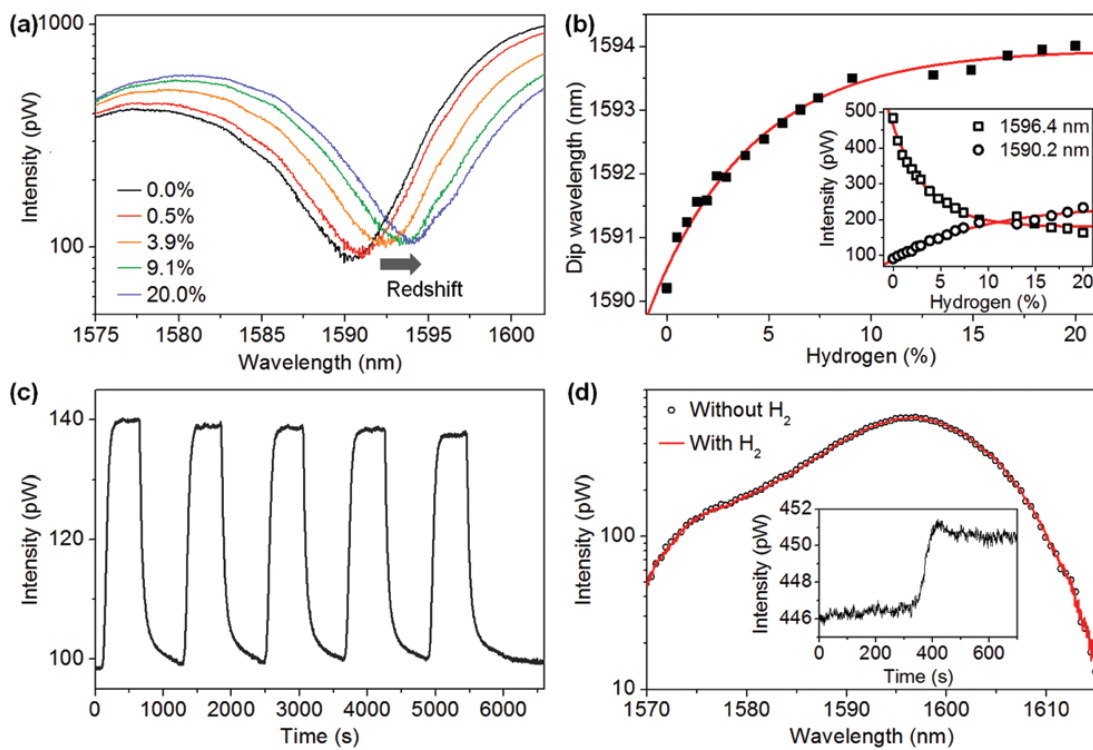 (a)
1000
100
Intensity (pW)
0.0%
0.5%
3.9%
9.1%
20.0%
Redshift
1575 1580 1585 1590 1595 1600
Wavelength (nm)
(b)
1594
1593
1592
1591
1590
Dip wavelength (nm)
0 5 10 15 20
Hydrogen (%)
500
400
300
200
100
Intensity (pW)
1596.4 nm
1590.2 nm
0 5 10 15 20
Hydrogen (%)
(c)
140
120
100
Intensity (pW)
0 1000 2000 3000 4000 5000 6000
Time (s)
(d)
100
10
Intensity (pW)
Without H₂
With H₂
452
450
448
446
Intensity (pW)
0 200 400 600
Time (s)
1570 1580 1590 1600 1610
Wavelength (nm)